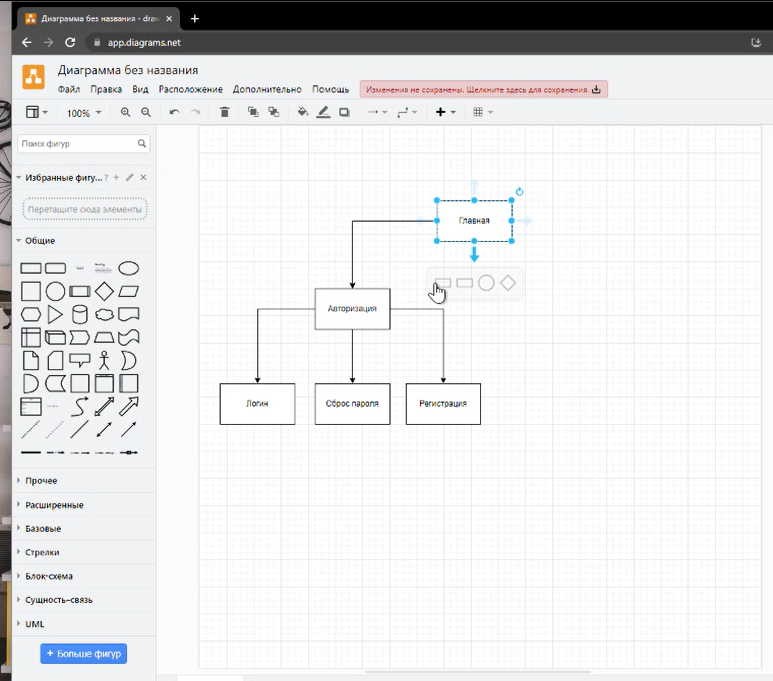 Диаграмма без названия - draw
app.diagrams.net
Диаграмма без названия
Файл Правка Вид Расположение Дополнительно Помощь Изменения не сохранены. Щелкните здесь для сохранения.
100%
Поиск фигур
Избранные фигу... ?
Перетащите сюда элементы
Общие
Text
Heading
Прочее
Расширенные
Базовые
Стрелки
Блок-схема
Сущность-связь
UML
+ Больше фигур
Главная
Авторизация
Логин
Сброс пароля
Регистрация